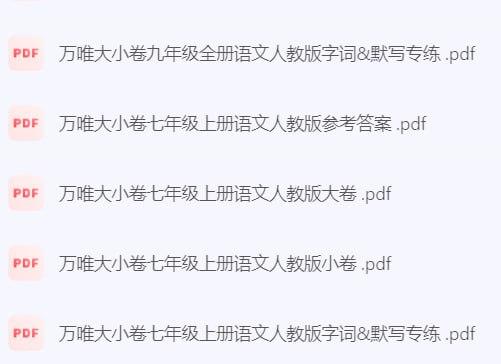 PDF 万唯大小卷九年级全册语文人教版字词&默写专练 .pdf
PDF 万唯大小卷七年级上册语文人教版参考答案 .pdf
PDF 万唯大小卷七年级上册语文人教版大卷 .pdf
PDF 万唯大小卷七年级上册语文人教版小卷 .pdf
PDF 万唯大小卷七年级上册语文人教版字词&默写专练 .pdf